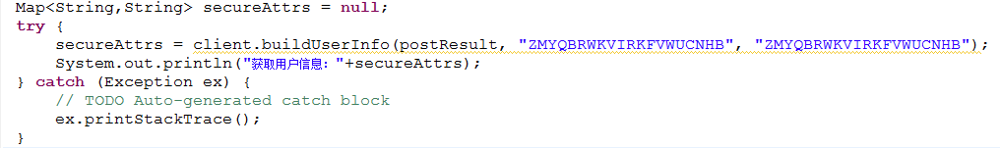 Map<String,String> secureAttrs = null;
try {
secureAttrs = client.buildUserInfo(postResult, "ZMYQBRWKVIRKFVWUCNHB", "ZMYQBRWKVIRKFVWUCNHB");
System.out.println("获取用户信息："+secureAttrs);
} catch (Exception ex) {
// TODO Auto-generated catch block
ex.printStackTrace();
}